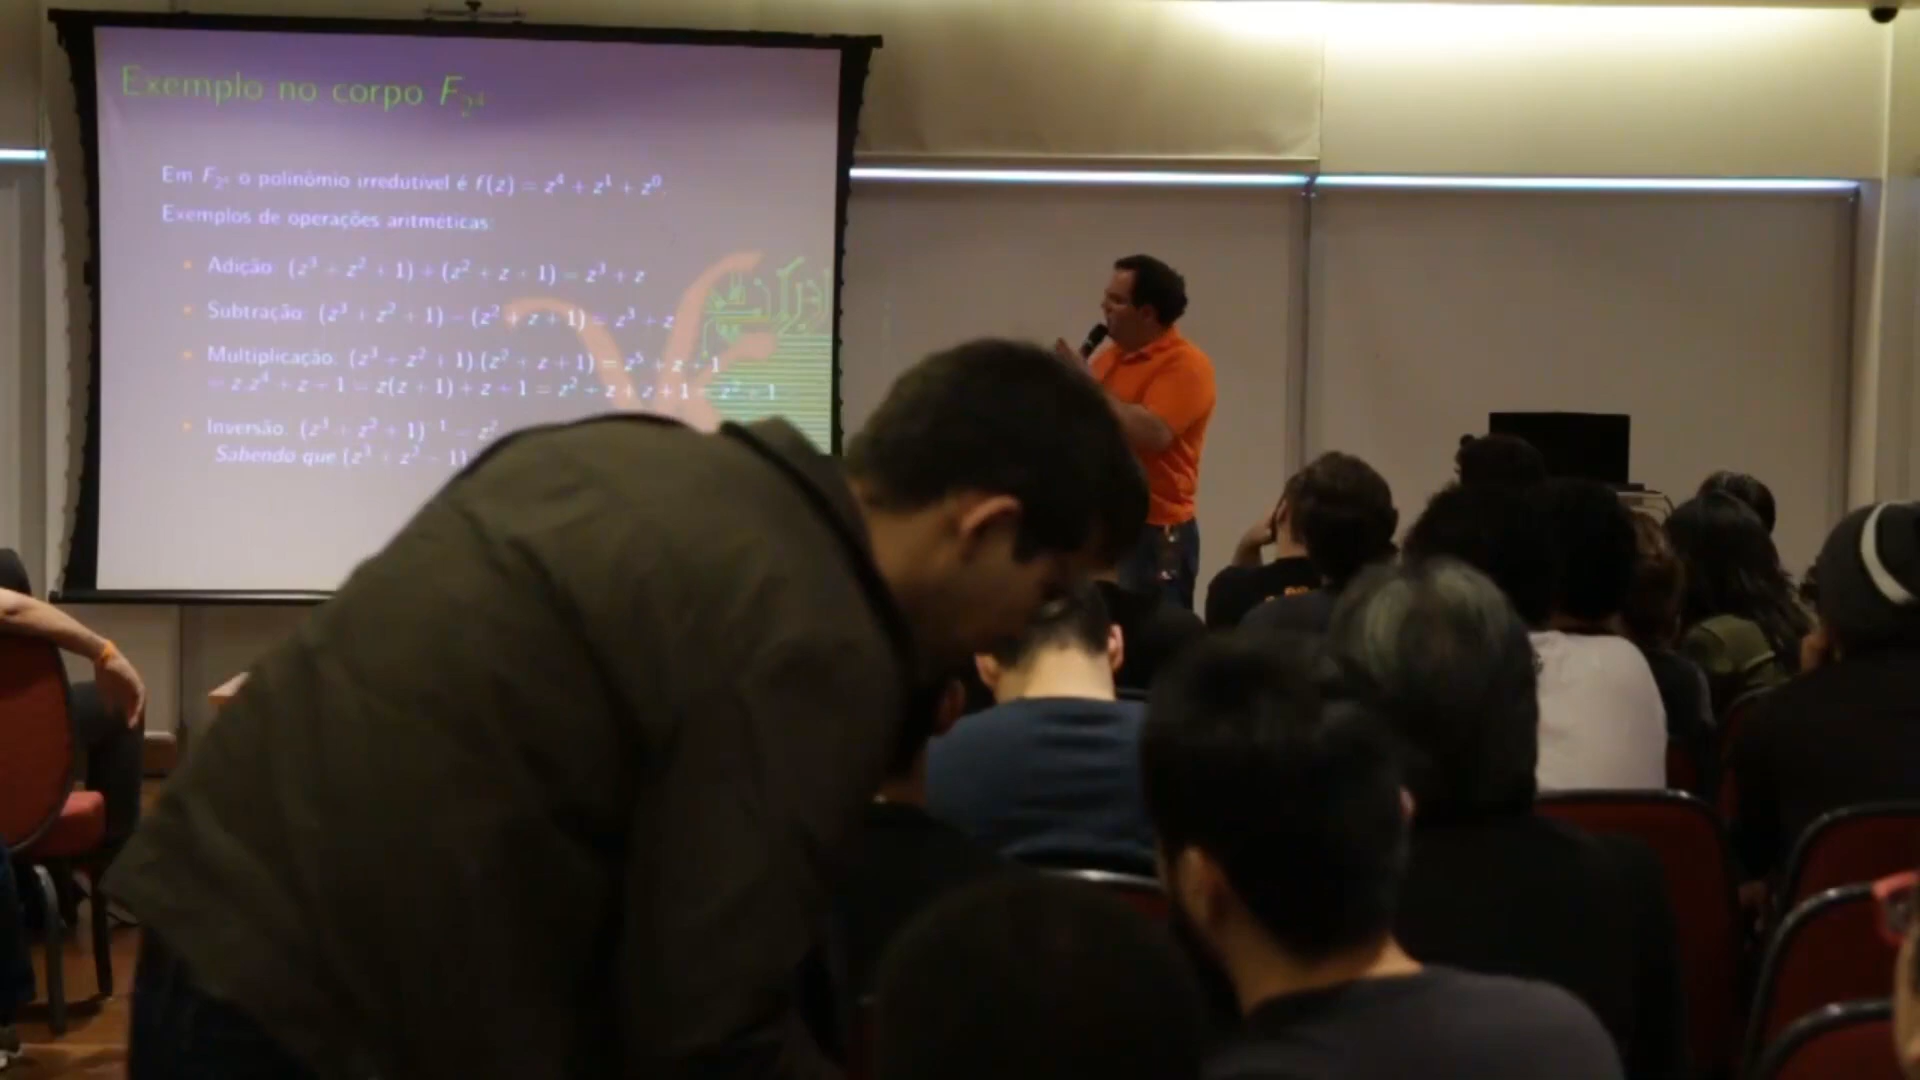 Exemplo no corpo F₂⁴
Em F₂⁴ o polinômio irredutível é f(z) = z⁴ + z¹ + z⁰.
Exemplos de operações aritméticas:
Adição: (z³ + z² + 1) + (z² + z + 1) = z³ + z
Subtração: (z³ + z² + 1) − (z² + z + 1) = z³ + z
Multiplicação: (z³ + z² + 1).(z² + z + 1) = z⁵ + z + 1
= z.z⁴ + z + 1 = z(z + 1) + z + 1 = z² + z + z + 1 = z² + 1
Inversão: (z³ + z² + 1)⁻¹ = z²
Sabendo que (z³ + z² + 1)